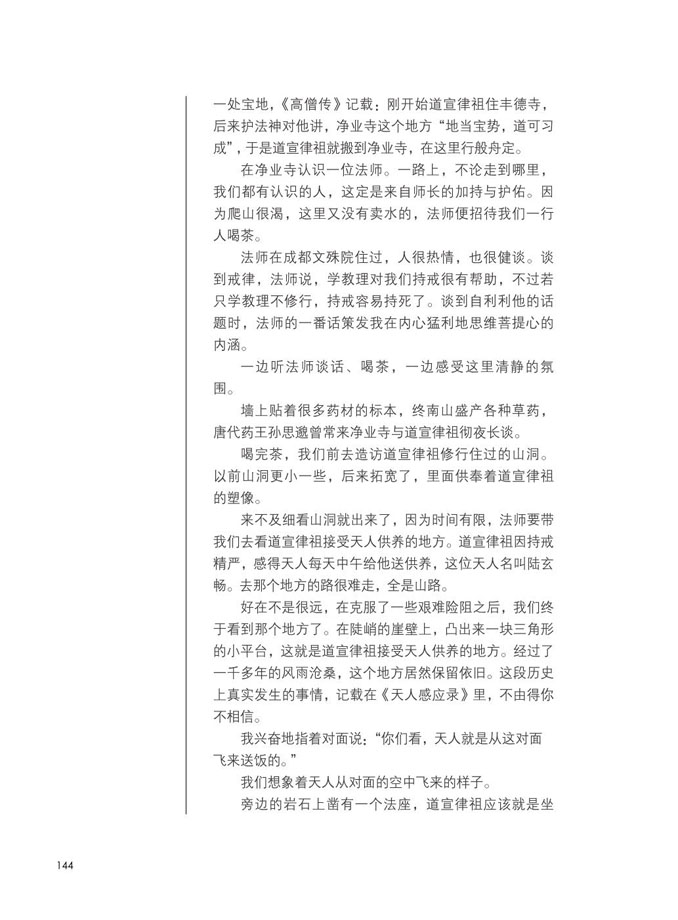 一处宝地，《高僧传》记载：刚开始道宣律祖住丰德寺，
后来护法神对他讲，净业寺这个地方“地当宝势，道可习
成”，于是道宣律祖就搬到净业寺，在这里行般舟定。
在净业寺认识一位法师。一路上，不论走到哪里，
我们都有认识的人，这定是来自师长的加持与护佑。因
为爬山很渴，这里又没有卖水的，法师便招待我们一行
人喝茶。
法师在成都文殊院住过，人很热情，也很健谈。谈
到戒律，法师说，学教理对我们持戒很有帮助，不过若
只学教理不修行，持戒容易持死了。谈到自利利他的话
题时，法师的一番话策发我在内心猛利地思维菩提心的
内涵。
一边听法师谈话、喝茶，一边感受这里清静的氛
围。
墙上贴着很多药材的标本，终南山盛产各种草药，
唐代药王孙思邈曾常来净业寺与道宣律祖彻夜长谈。
喝完茶，我们前去造访道宣律祖修行住过的山洞。
以前山洞更小一些，后来拓宽了，里面供奉着道宣律祖
的塑像。
来不及细看山洞就出来了，因为时间有限，法师要带
我们去看道宣律祖接受天人供养的地方。道宣律祖因持戒
精严，感得天人每天中午给他送供养，这位天人名叫陆玄
畅。去那个地方的路很难走，全是山路。
好在不是很远，在克服了一些艰难险阻之后，我们终
于看到那个地方了。在陡峭的崖壁上，凸出来一块三角形
的小平台，这就是道宣律祖接受天人供养的地方。经过了
一千多年的风雨沧桑，这个地方居然保留依旧。这段历史
上真实发生的事情，记载在《天人感应录》里，不由得你
不相信。
我兴奋地指着对面说：“你们看，天人就是从这对面
飞来送饭的。”
我们想象着天人从对面的空中飞来的样子。
旁边的岩石上凿有一个法座，道宣律祖应该就是坐
144